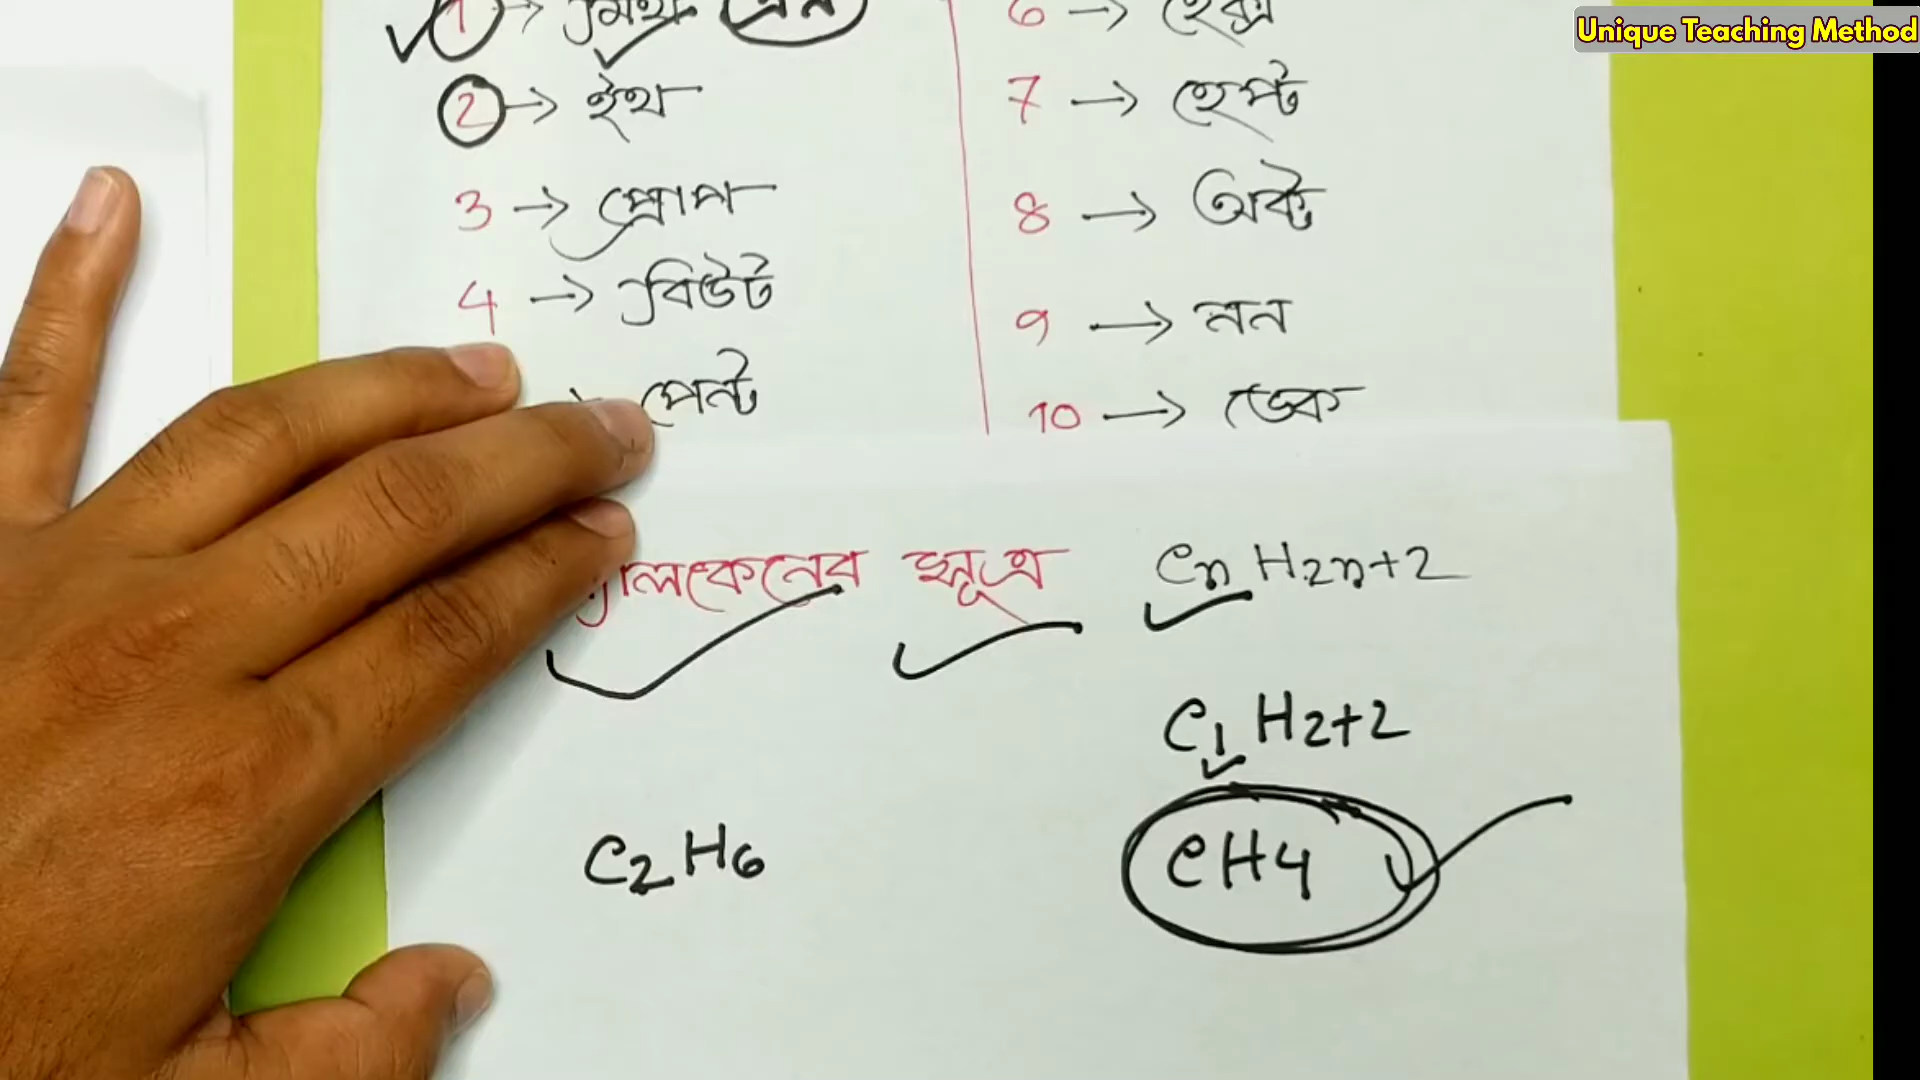 Unique Teaching Method
1 → মিথ এন
2 → ইথ
3 → প্রোপ
4 → বিউট
→ পেন্ট
6 → হেক্স
7 → হেপ্ট
8 → অক্ট
9 → নন
10 → ডেক
্যালকেনের সূত্র CnH2n+2
C1H2+2
CH4
C2H6